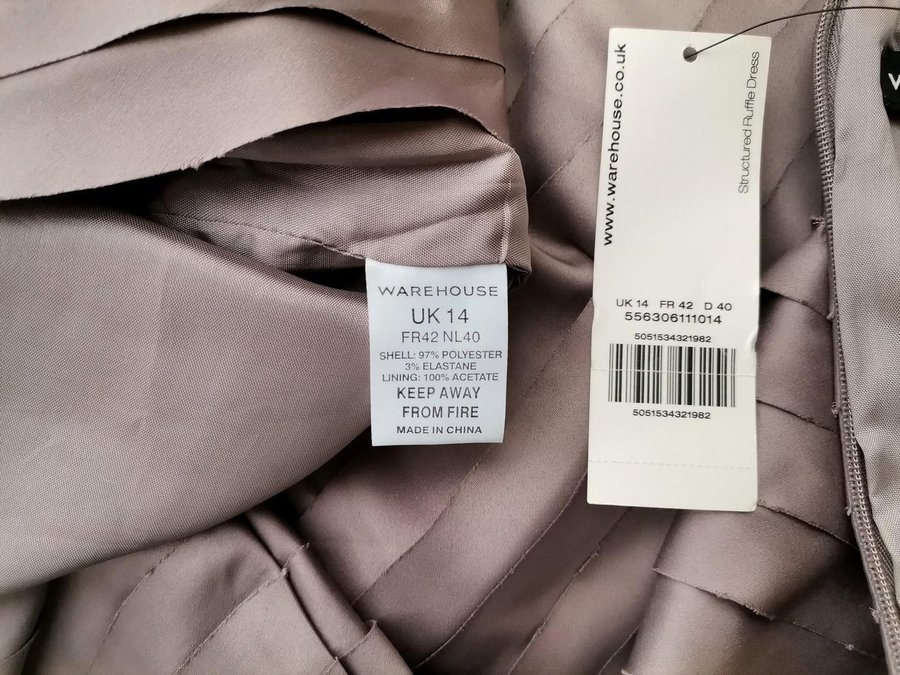 WAREHOUSE
UK 14
FR42 NL40
SHELL: 97% POLYESTER
3% ELASTANE
LINING: 100% ACETATE
KEEP AWAY
FROM FIRE
MADE IN CHINA
www.warehouse.co.uk
Structured Ruffle Dress
UK 14 FR 42 D 40
556306111014
5051534321982
5051534321982